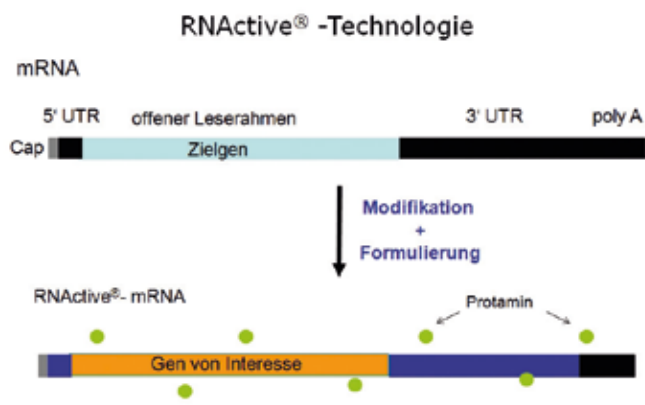 RNActive® -Technologie
mRNA
5' UTR offener Leserahmen 3' UTR poly A
Cap Zielgen
Modifikation
+
Formulierung
RNActive®- mRNA Protamin
Gen von Interesse